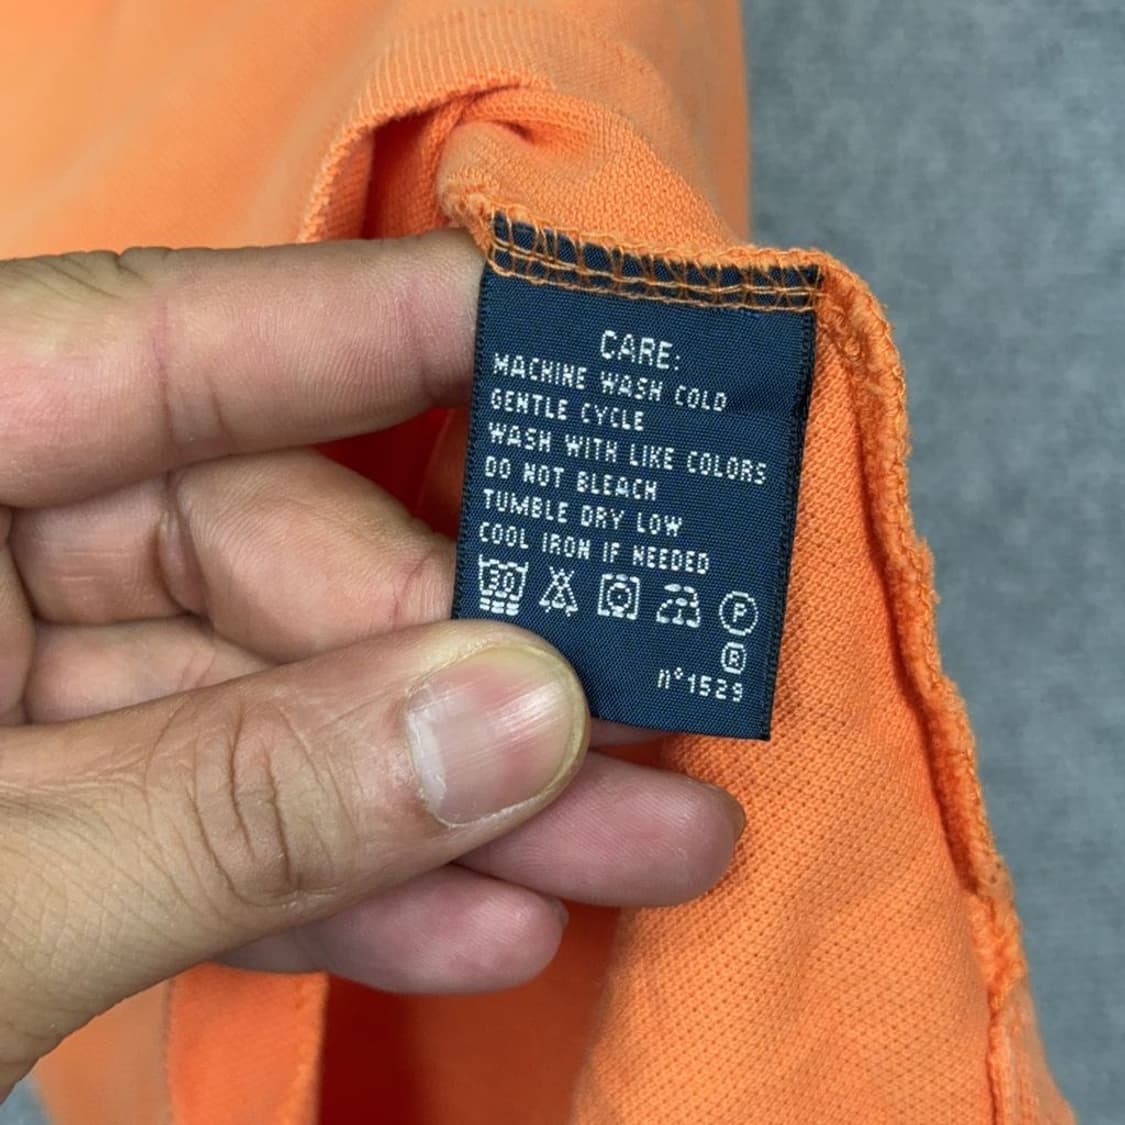 CARE:
MACHINE WASH COLD
GENTLE CYCLE
WASH WITH LIKE COLORS
DO NOT BLEACH
TUMBLE DRY LOW
COOL IRON IF NEEDED
30
P
R
n°1529